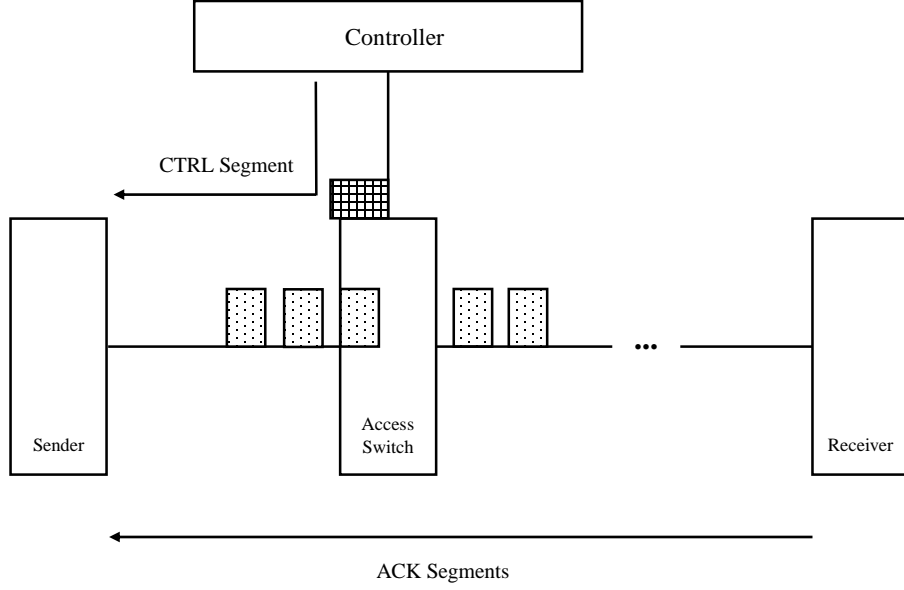 Controller
CTRL Segment
Sender
Access
Switch
Receiver
...
ACK Segments